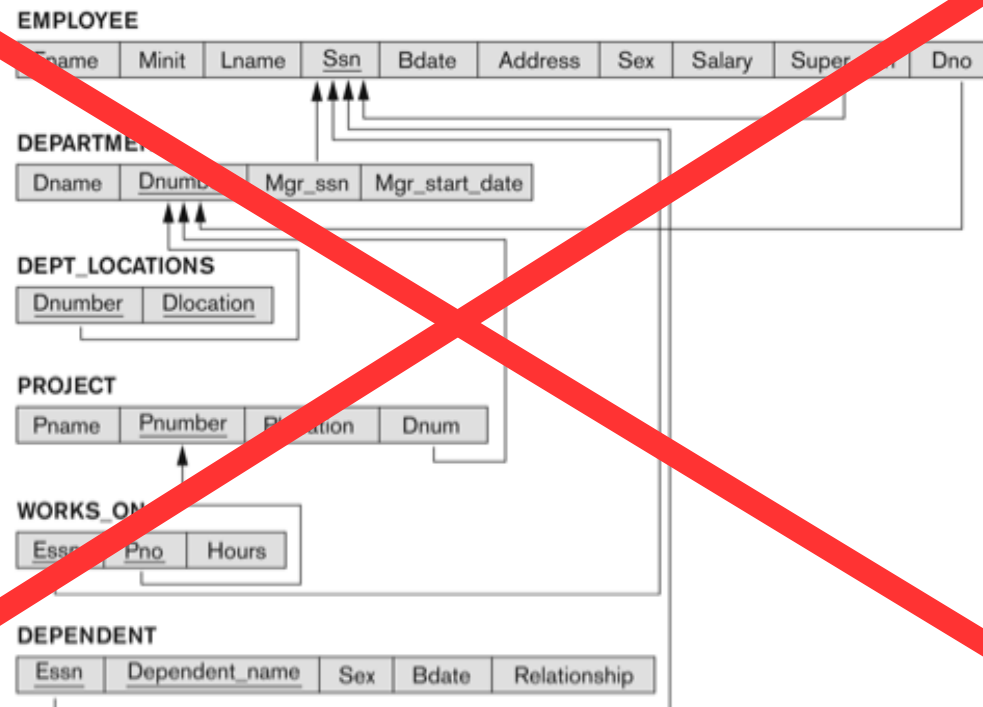 EMPLOYEE
Minit Lname Ssn Bdate Address Sex Salary Dno
Dname Mgr_ssn Mgr_start_date
DEPT_LOCATIONS
Dnumber Dlocation
PROJECT
Pname Pnumber Dnum
Pno Hours
DEPENDENT
Essn Dependent_name Sex Bdate Relationship